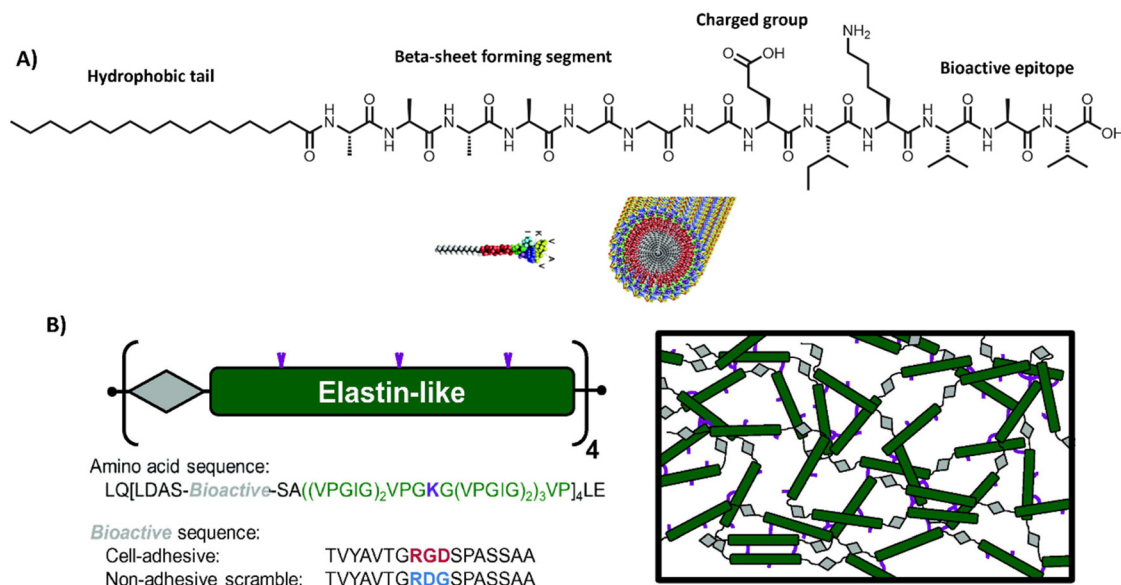 A)
Hydrophobic tail
Beta-sheet forming segment
Charged group
Bioactive epitope
O OH
NH₂
O H N O H N O H N O H N O H N O H N O OH
O N H O N H O N H O N H O N H O N H O
I K V A V
B)
Elastin-like
4
Amino acid sequence:
LQ[LDAS-Bioactive-SA((VPGIG)₂VPGKG(VPGIG)₂)₃VP]₄LE
Bioactive sequence:
Cell-adhesive: TVYAVTGRGDSPASSAA
Non-adhesive scramble: TVYAVTGRDGSPASSAA